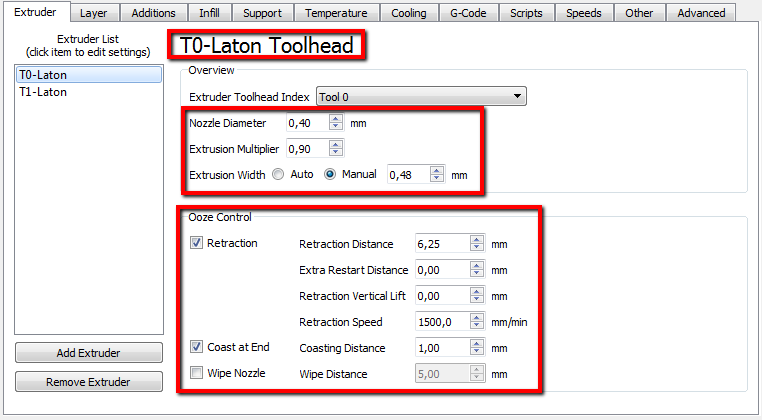 Extruder Layer Additions Infill Support Temperature Cooling G-Code Scripts Speeds Other Advanced
Extruder List
(click item to edit settings)
T0-Laton
T1-Laton
Add Extruder
Remove Extruder
T0-Laton Toolhead
Overview
Extruder Toolhead Index Tool 0
Nozzle Diameter 0,40 mm
Extrusion Multiplier 0,90
Extrusion Width Auto Manual 0,48 mm
Ooze Control
Retraction Retraction Distance 6,25 mm
Extra Restart Distance 0,00 mm
Retraction Vertical Lift 0,00 mm
Retraction Speed 1500,0 mm/min
Coast at End Coasting Distance 1,00 mm
Wipe Nozzle Wipe Distance 5,00 mm